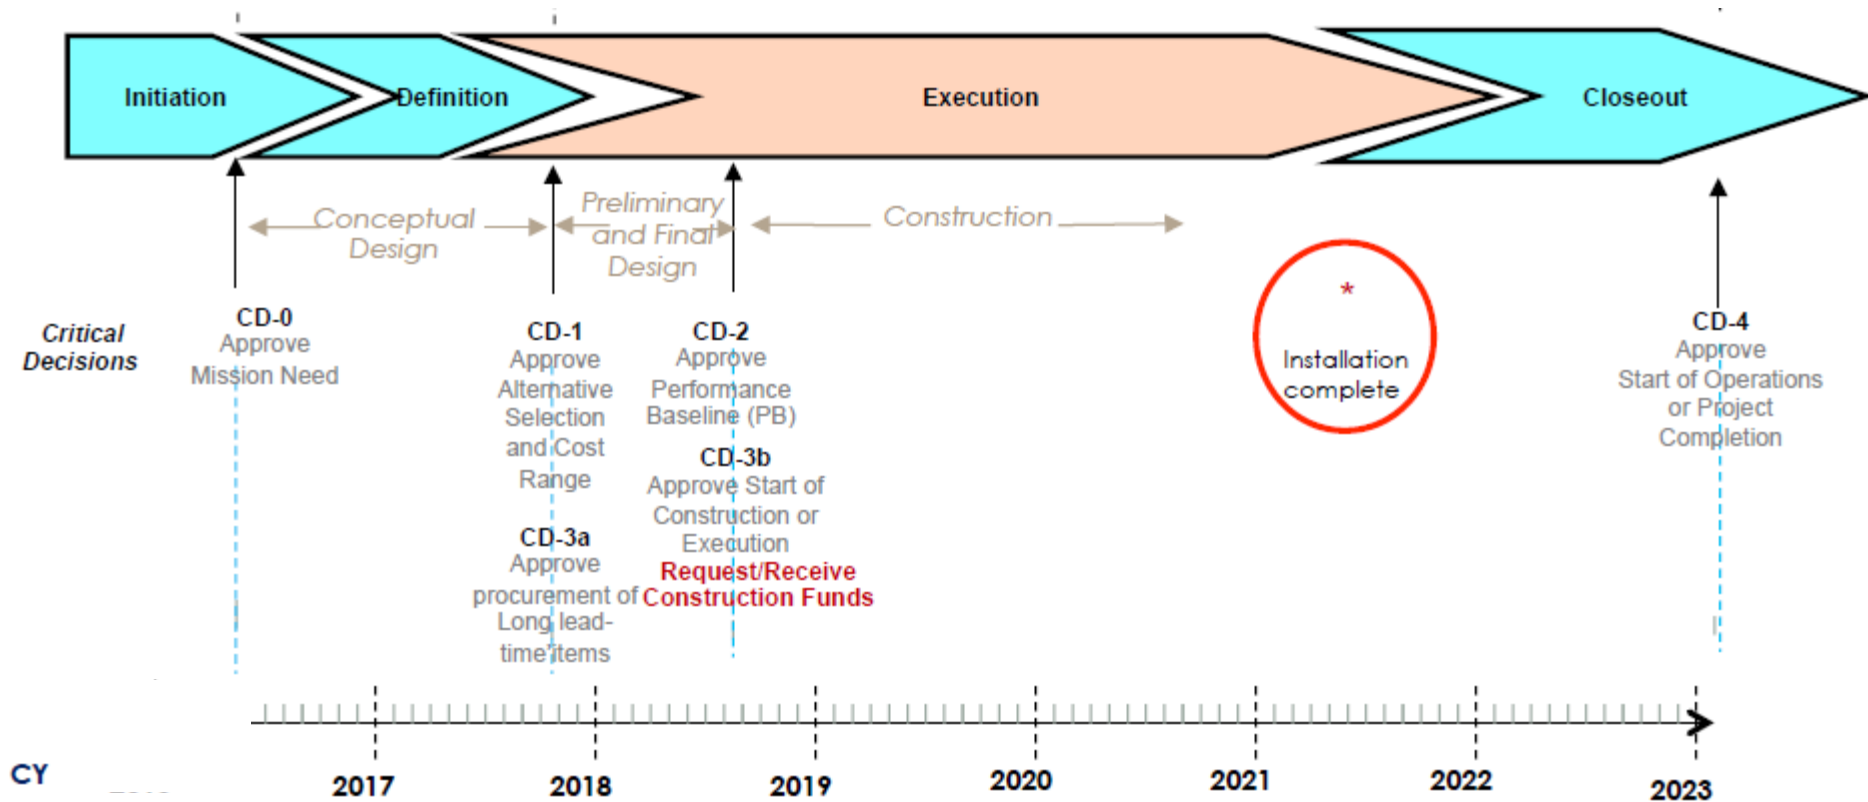 Initiation
Definition
Execution
Closeout
Conceptual
Design
Preliminary
and Final
Design
Construction
Critical
Decisions
CD-0
Approve
Mission Need
CD-1
Approve
Alternative
Selection
and Cost
Range
CD-3a
Approve
procurement of
Long lead-
time items
CD-2
Approve
Performance
Baseline (PB)
CD-3b
Approve Start of
Construction or
Execution
Request/Receive
Construction Funds
*
Installation
complete
CD-4
Approve
Start of Operations
or Project
Completion
CY
2017
2018
2019
2020
2021
2022
2023